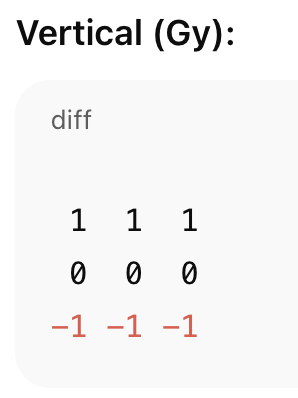 Vertical (Gy):
diff
1 1 1
0 0 0
-1 -1 -1